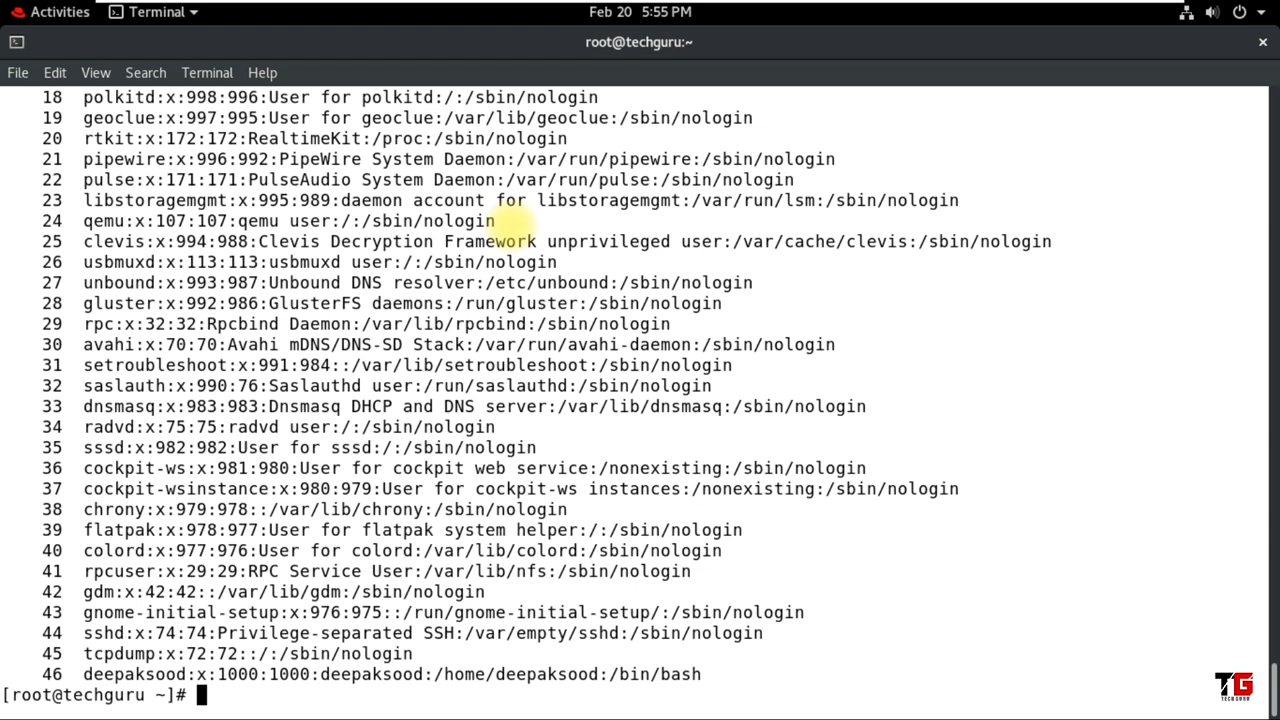 Activities Terminal Feb 20 5:55 PM
root@techguru:~
File Edit View Search Terminal Help
18 polkitd:x:998:996:User for polkitd:/:/sbin/nologin
19 geoclue:x:997:995:User for geoclue:/var/lib/geoclue:/sbin/nologin
20 rtkit:x:172:172:RealtimeKit:/proc:/sbin/nologin
21 pipewire:x:996:992:PipeWire System Daemon:/var/run/pipewire:/sbin/nologin
22 pulse:x:171:171:PulseAudio System Daemon:/var/run/pulse:/sbin/nologin
23 libstoragemgmt:x:995:989:daemon account for libstoragemgmt:/var/run/lsm:/sbin/nologin
24 qemu:x:107:107:qemu user:/:/sbin/nologin
25 clevis:x:994:988:Clevis Decryption Framework unprivileged user:/var/cache/clevis:/sbin/nologin
26 usbmuxd:x:113:113:usbmuxd user:/:/sbin/nologin
27 unbound:x:993:987:Unbound DNS resolver:/etc/unbound:/sbin/nologin
28 gluster:x:992:986:GlusterFS daemons:/run/gluster:/sbin/nologin
29 rpc:x:32:32:Rpcbind Daemon:/var/lib/rpcbind:/sbin/nologin
30 avahi:x:70:70:Avahi mDNS/DNS-SD Stack:/var/run/avahi-daemon:/sbin/nologin
31 setroubleshoot:x:991:984::/var/lib/setroubleshoot:/sbin/nologin
32 saslauth:x:990:76:Saslauthd user:/run/saslauthd:/sbin/nologin
33 dnsmasq:x:983:983:Dnsmasq DHCP and DNS server:/var/lib/dnsmasq:/sbin/nologin
34 radvd:x:75:75:radvd user:/:/sbin/nologin
35 sssd:x:982:982:User for sssd:/:/sbin/nologin
36 cockpit-ws:x:981:980:User for cockpit web service:/nonexisting:/sbin/nologin
37 cockpit-wsinstance:x:980:979:User for cockpit-ws instances:/nonexisting:/sbin/nologin
38 chrony:x:979:978::/var/lib/chrony:/sbin/nologin
39 flatpak:x:978:977:User for flatpak system helper:/:/sbin/nologin
40 colord:x:977:976:User for colord:/var/lib/colord:/sbin/nologin
41 rpcuser:x:29:29:RPC Service User:/var/lib/nfs:/sbin/nologin
42 gdm:x:42:42::/var/lib/gdm:/sbin/nologin
43 gnome-initial-setup:x:976:975::/run/gnome-initial-setup/:/sbin/nologin
44 sshd:x:74:74:Privilege-separated SSH:/var/empty/sshd:/sbin/nologin
45 tcpdump:x:72:72::/:/sbin/nologin
46 deepaksood:x:1000:1000:deepaksood:/home/deepaksood:/bin/bash
[root@techguru ~]#
TG
TECH GURU